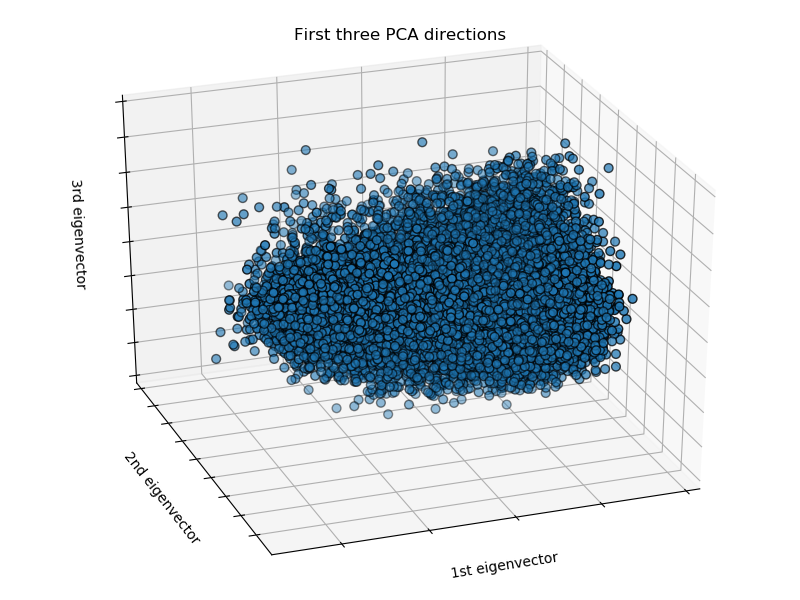 First three PCA directions
3rd eigenvector
2nd eigenvector
1st eigenvector